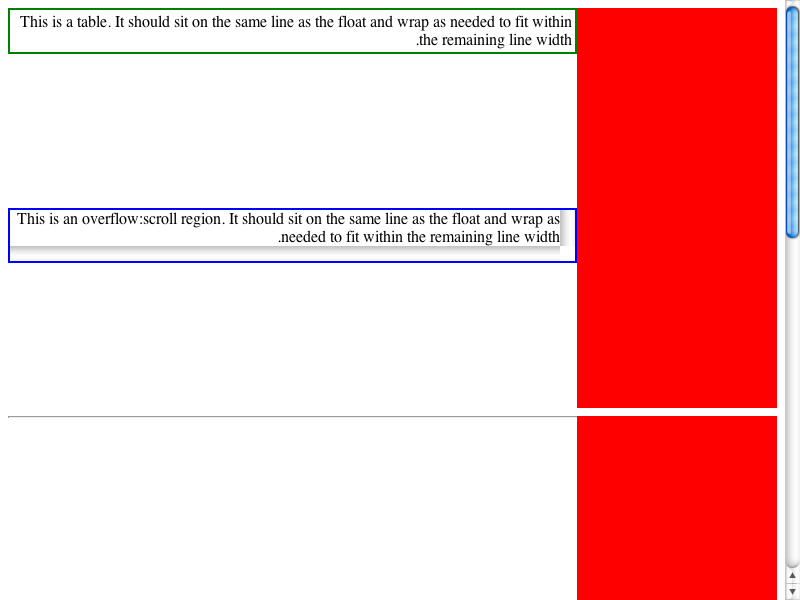 This is a table. It should sit on the same line as the float and wrap as needed to fit within
.the remaining line width
This is an overflow:scroll region. It should sit on the same line as the float and wrap as
.needed to fit within the remaining line width